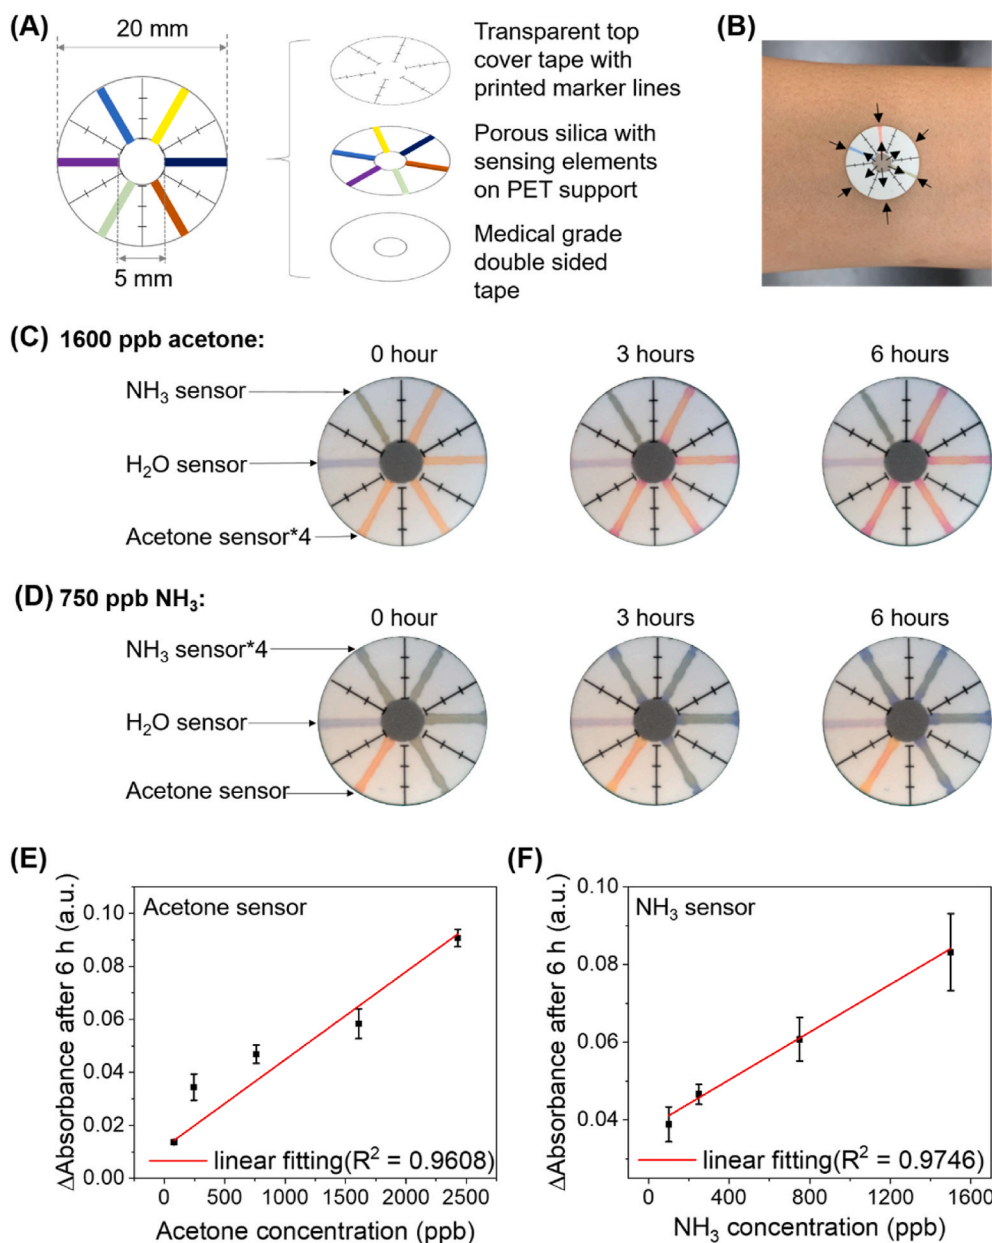 (A)
20 mm
5 mm
Transparent top
cover tape with
printed marker lines
Porous silica with
sensing elements
on PET support
Medical grade
double sided
tape
(B)
(C) 1600 ppb acetone:
0 hour
3 hours
6 hours
NH₃ sensor
H₂O sensor
Acetone sensor*4
(D) 750 ppb NH₃:
0 hour
3 hours
6 hours
NH₃ sensor*4
H₂O sensor
Acetone sensor
(E)
ΔAbsorbance after 6 h (a.u.)
0.10
0.08
0.06
0.04
0.02
0.00
Acetone sensor
linear fitting(R² = 0.9608)
0 500 1000 1500 2000 2500
Acetone concentration (ppb)
(F)
ΔAbsorbance after 6 h (a.u.)
0.10
0.08
0.06
0.04
NH₃ sensor
linear fitting(R² = 0.9746)
0 400 800 1200 1600
NH₃ concentration (ppb)